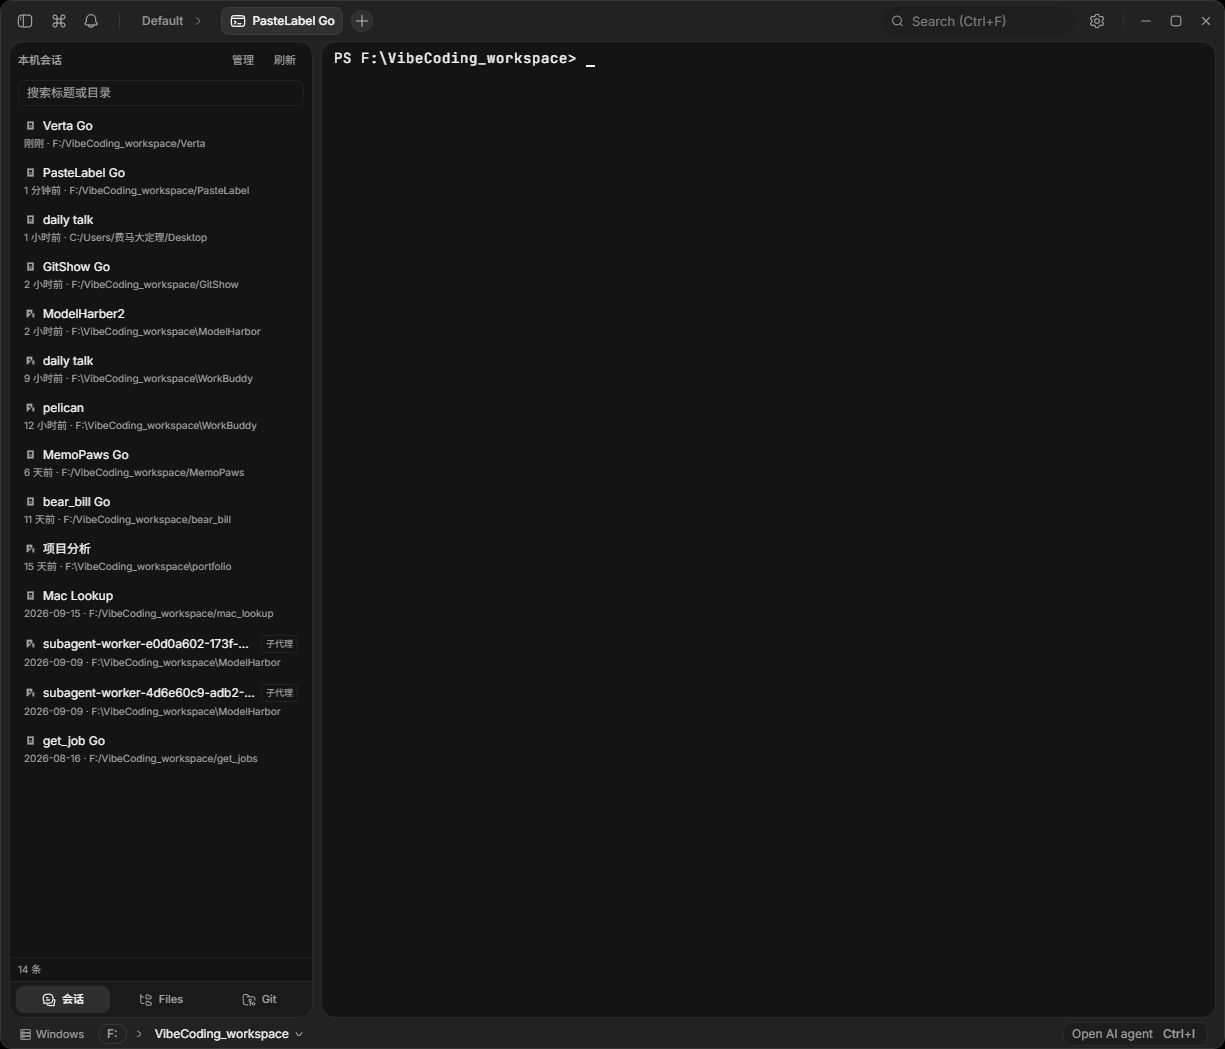 Default
PasteLabel Go
Search (Ctrl+F)
本机会话 管理 刷新
搜索标题或目录
Verta Go
刚刚 · F:/VibeCoding_workspace/Verta
PasteLabel Go
1 分钟前 · F:/VibeCoding_workspace/PasteLabel
daily talk
1 小时前 · C:/Users/费马大定理/Desktop
GitShow Go
2 小时前 · F:/VibeCoding_workspace/GitShow
ModelHarber2
2 小时前 · F:\VibeCoding_workspace\ModelHarbor
daily talk
9 小时前 · F:\VibeCoding_workspace\WorkBuddy
pelican
12 小时前 · F:\VibeCoding_workspace\WorkBuddy
MemoPaws Go
6 天前 · F:/VibeCoding_workspace/MemoPaws
bear_bill Go
11 天前 · F:/VibeCoding_workspace/bear_bill
项目分析
15 天前 · F:\VibeCoding_workspace\portfolio
Mac Lookup
2026-09-15 · F:/VibeCoding_workspace/mac_lookup
subagent-worker-e0d0a602-173f-... 子代理
2026-09-09 · F:\VibeCoding_workspace\ModelHarbor
subagent-worker-4d6e60c9-adb2-... 子代理
2026-09-09 · F:\VibeCoding_workspace\ModelHarbor
get_job Go
2026-08-16 · F:/VibeCoding_workspace/get_jobs
14 条
会话 Files Git
PS F:\VibeCoding_workspace> _
Windows F: > VibeCoding_workspace
Open AI agent Ctrl+I